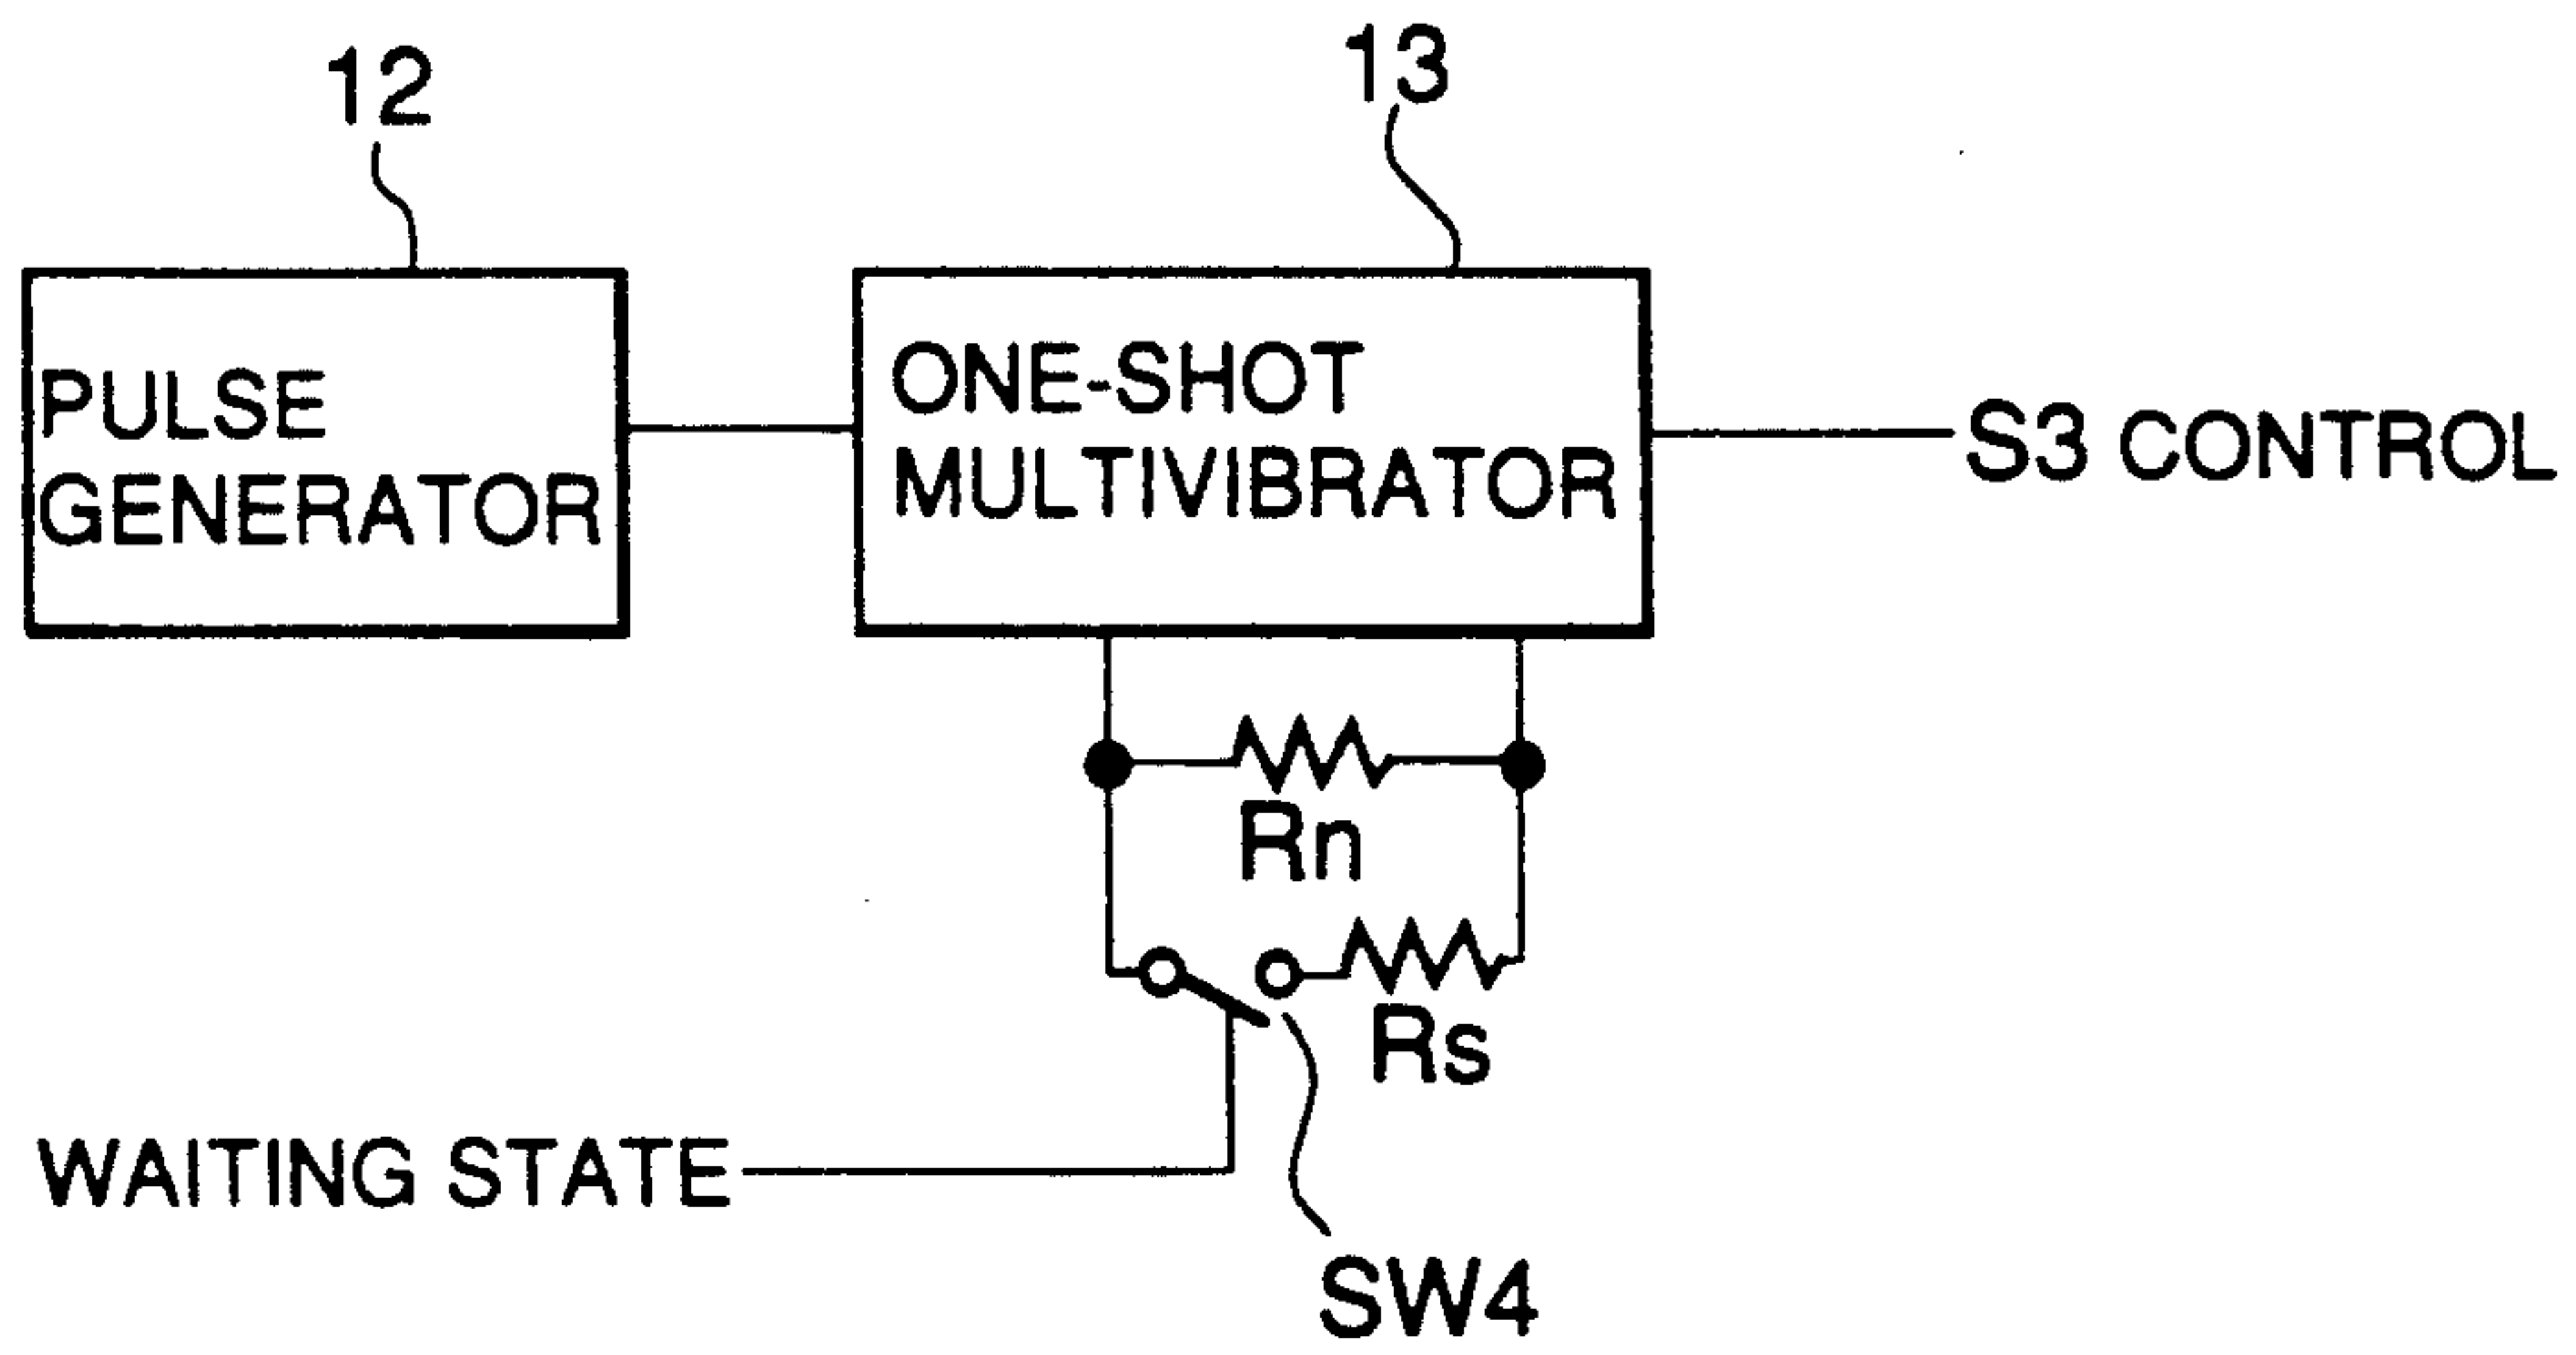 12
13
PULSE
GENERATOR
ONE-SHOT
MULTIVIBRATOR
S3 CONTROL
Rn
Rs
WAITING STATE
SW4